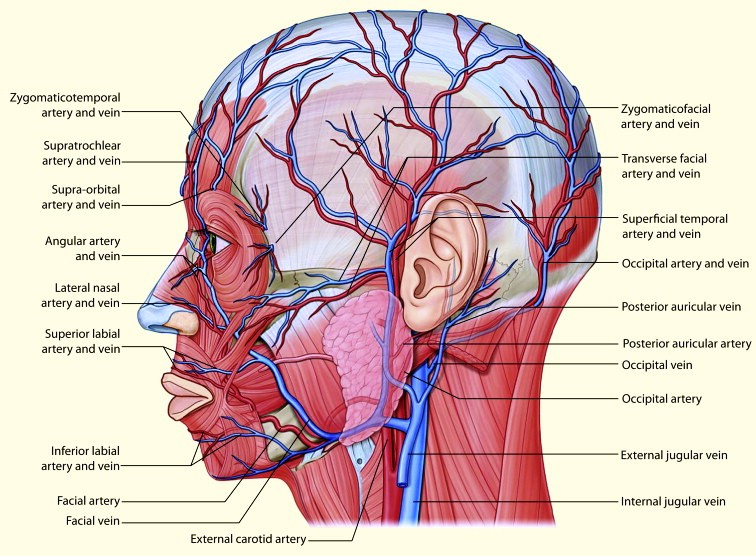 Zygomaticotemporal
artery and vein
Supratrochlear
artery and vein
Supra-orbital
artery and vein
Angular artery
and vein
Lateral nasal
artery and vein
Superior labial
artery and vein
Inferior labial
artery and vein
Facial artery
Facial vein
External carotid artery
Zygomaticofacial
artery and vein
Transverse facial
artery and vein
Superficial temporal
artery and vein
Occipital artery and vein
Posterior auricular vein
Posterior auricular artery
Occipital vein
Occipital artery
External jugular vein
Internal jugular vein